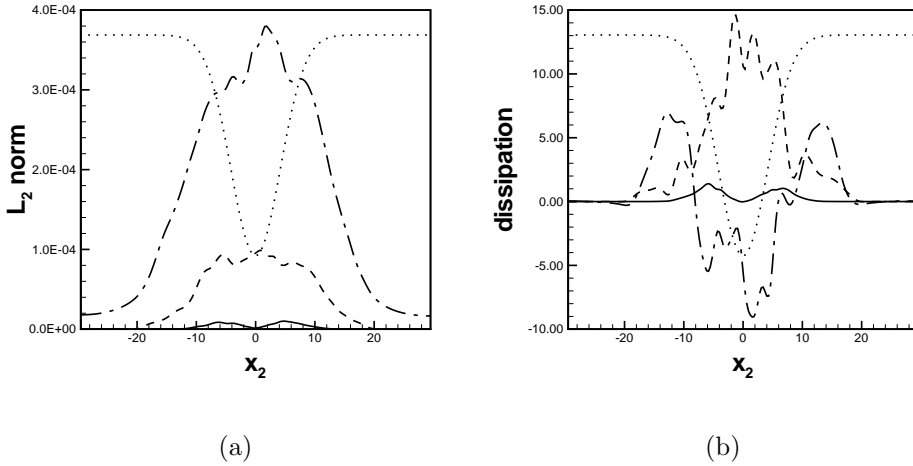 4.0E-04
3.0E-04
2.0E-04
1.0E-04
0.0E+00
L₂ norm
-20 -10 0 10 20
x₂
(a)
15.00
10.00
5.00
0.00
-5.00
-10.00
dissipation
-20 -10 0 10 20
x₂
(b)